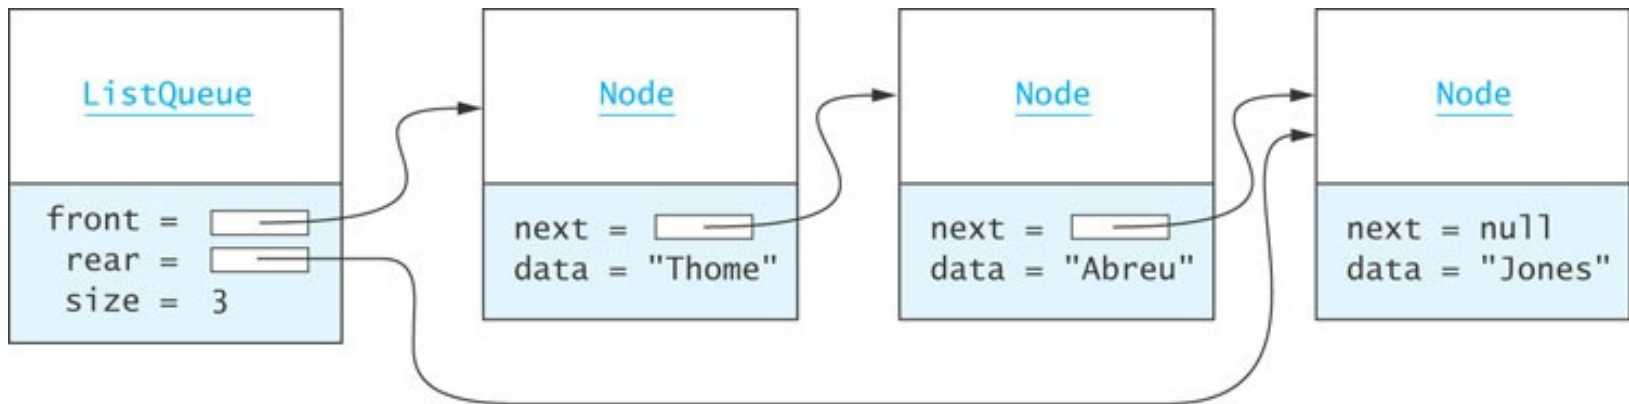 ListQueue
front =
rear =
size = 3
Node
next =
data = "Thome"
Node
next =
data = "Abreu"
Node
next = null
data = "Jones"